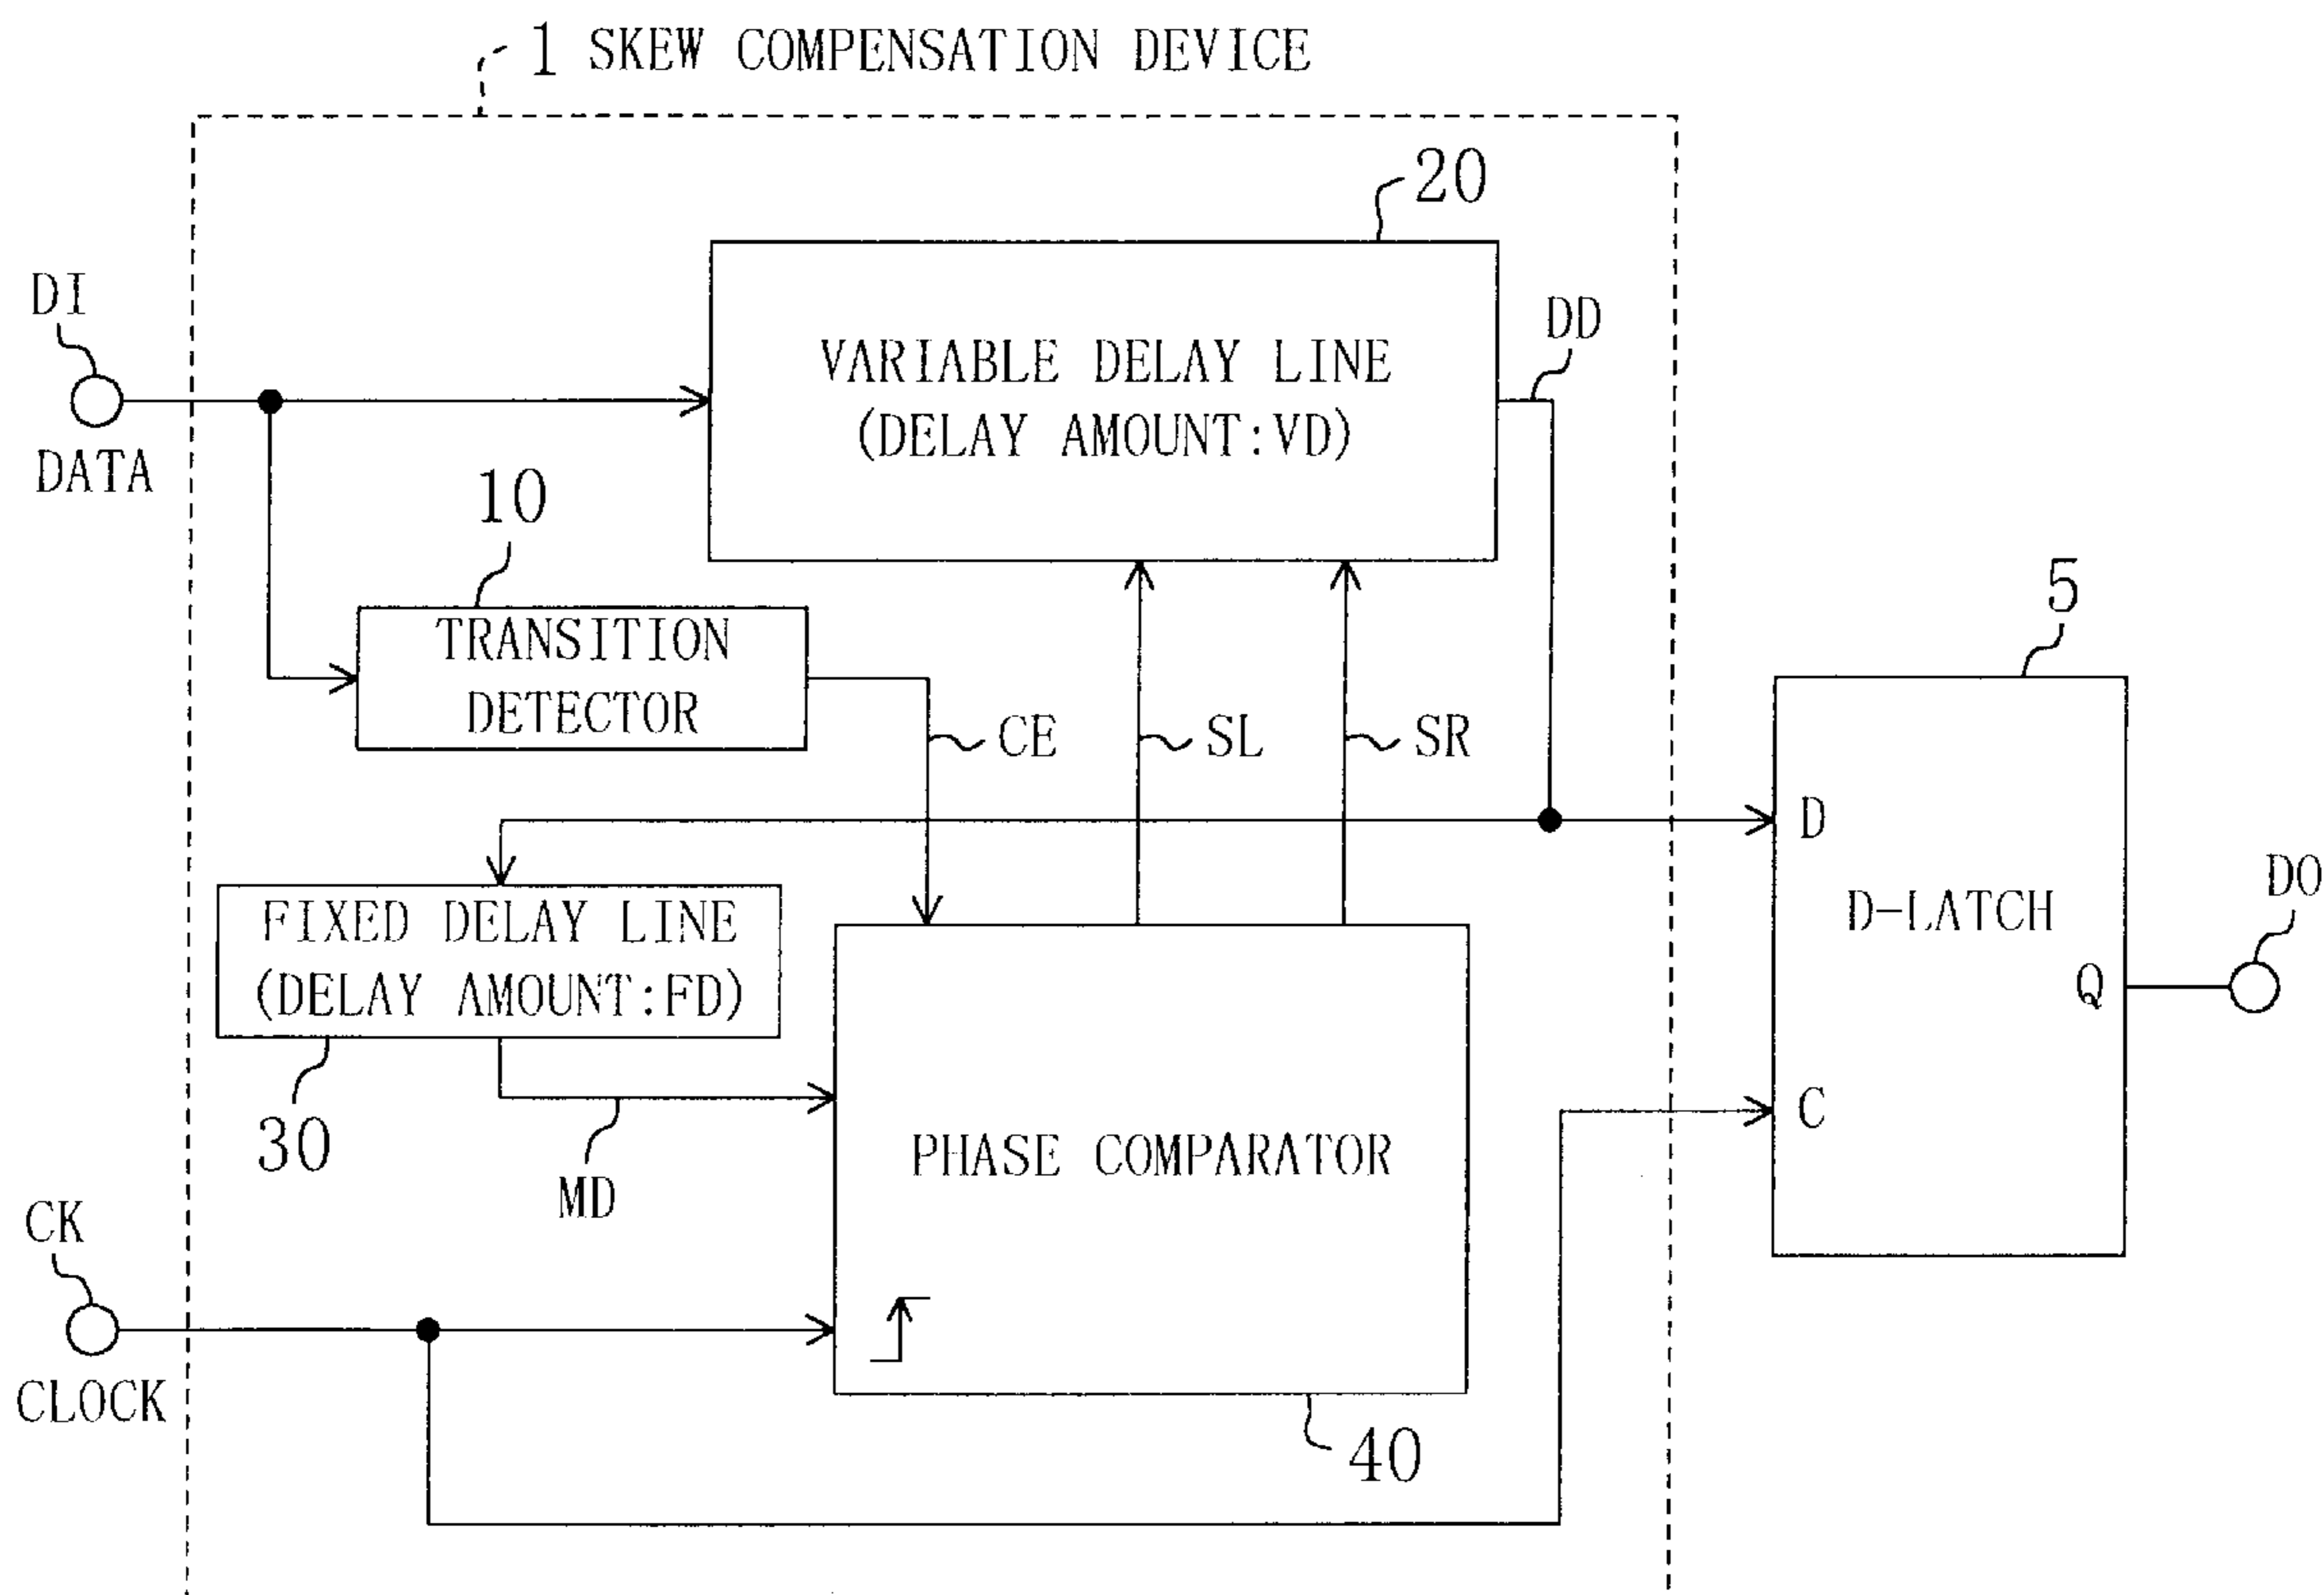 1 SKEW COMPENSATION DEVICE
20
DI
DATA
VARIABLE DELAY LINE
(DELAY AMOUNT:VD)
DD
10
TRANSITION
DETECTOR
CE
SL
SR
5
D
D-LATCH
Q
C
DO
FIXED DELAY LINE
(DELAY AMOUNT:FD)
30
MD
PHASE COMPARATOR
CK
CLOCK
40